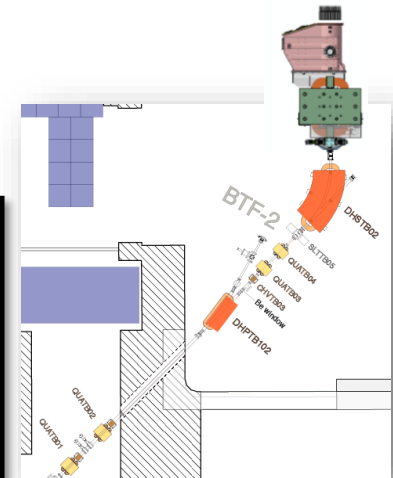 BTF-2
DHSTB02
SLTTB05
QUATB04
QUATB03
CHVTB03
Be window
DHPTB102
QUATB02
QUATB01